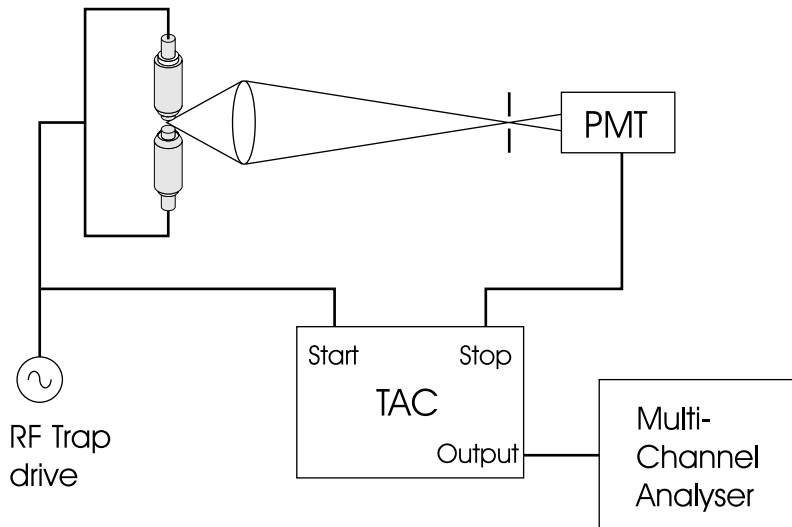 PMT
Start
Stop
TAC
Output
RF Trap
drive
Multi-
Channel
Analyser